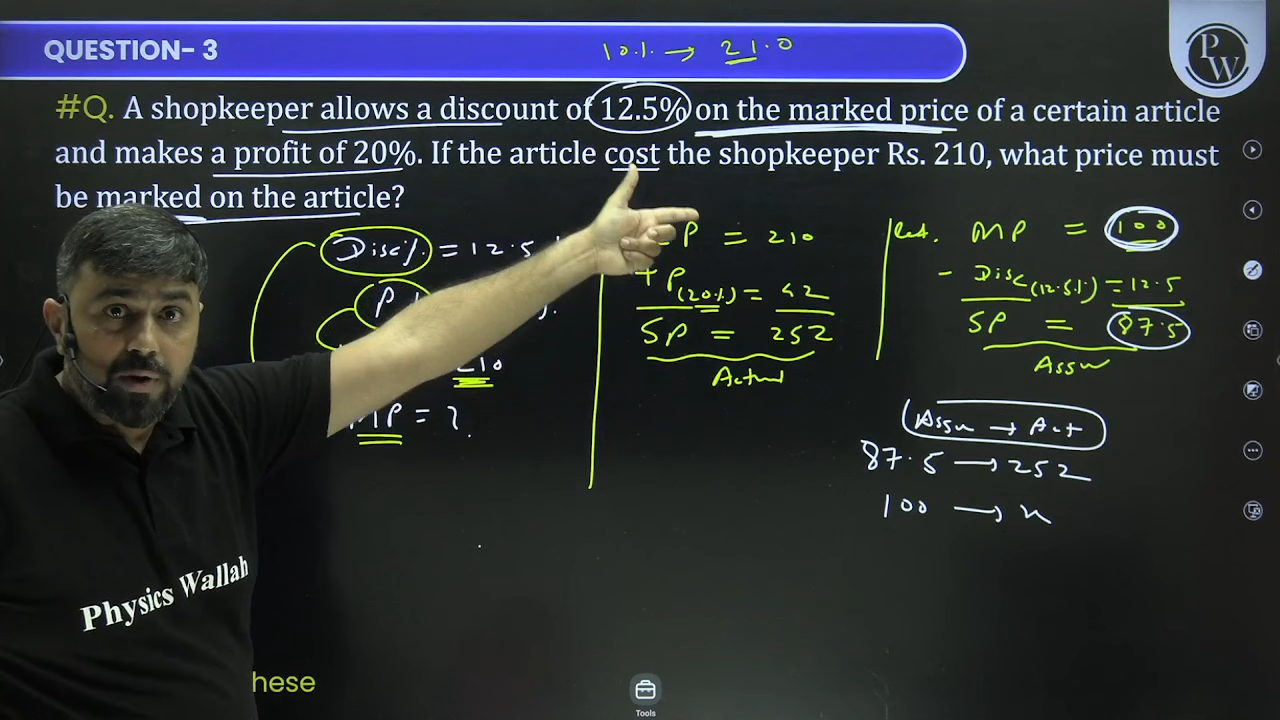 QUESTION- 3
10% → 21.0
PW
#Q. A shopkeeper allows a discount of 12.5% on the marked price of a certain article
and makes a profit of 20%. If the article cost the shopkeeper Rs. 210, what price must
be marked on the article?
Disc% = 12.5
P
210
MP = ?
P = 210
+ P(20%) = 42
SP = 252
Actual
Let. MP = 100
- Disc(12.5%) = 12.5
SP = 87.5
Assu
Assu → Act
87.5 → 252
100 → x
Physics Wallah
hese
Tools